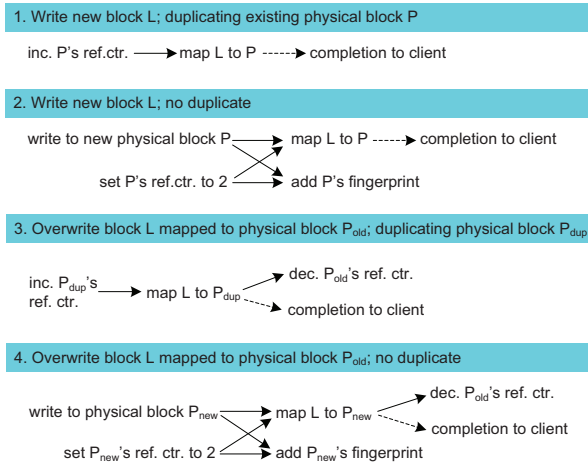 1. Write new block L; duplicating existing physical block P
inc. P's ref.ctr. map L to P completion to client
2. Write new block L; no duplicate
write to new physical block P map L to P completion to client
set P's ref.ctr. to 2 add P's fingerprint
3. Overwrite block L mapped to physical block Pold; duplicating physical block Pdup
dec. Pold's ref. ctr.
inc. Pdup's
ref. ctr. map L to Pdup
completion to client
4. Overwrite block L mapped to physical block Pold; no duplicate
dec. Pold's ref. ctr.
write to physical block Pnew map L to Pnew
completion to client
set Pnew's ref. ctr. to 2 add Pnew's fingerprint